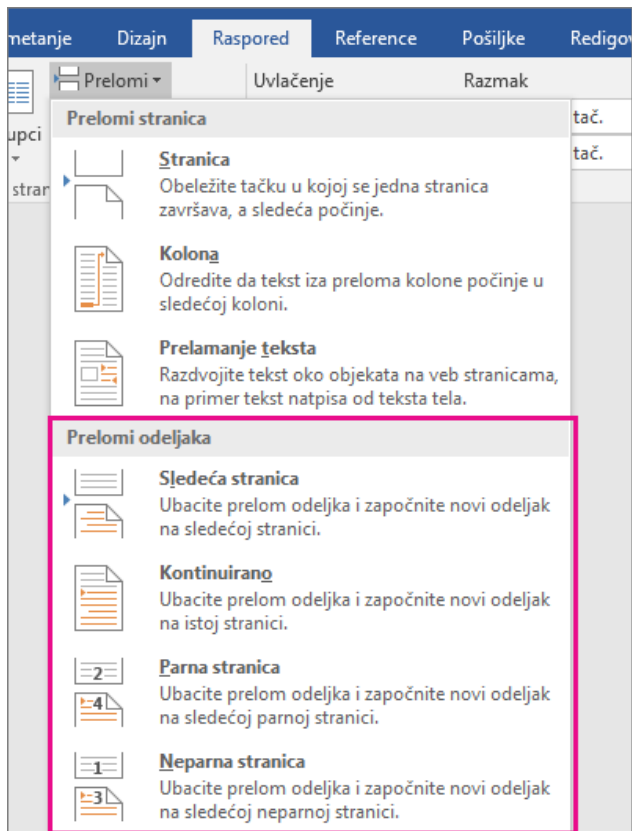 metanje Dizajn Raspored Reference Pošiljke Redigov
Prelomi Uvlačenje Razmak
upci
stran
tač.
tač.
Prelomi stranica
Stranica
Obeležite tačku u kojoj se jedna stranica
završava, a sledeća počinje.
Kolona
Odredite da tekst iza preloma kolone počinje u
sledećoj koloni.
Prelamanje teksta
Razdvojite tekst oko objekata na veb stranicama,
na primer tekst natpisa od teksta tela.
Prelomi odeljaka
Sledeća stranica
Ubacite prelom odeljka i započnite novi odeljak
na sledećoj stranici.
Kontinuirano
Ubacite prelom odeljka i započnite novi odeljak
na istoj stranici.
2
4
Parna stranica
Ubacite prelom odeljka i započnite novi odeljak
na sledećoj parnoj stranici.
1
3
Neparna stranica
Ubacite prelom odeljka i započnite novi odeljak
na sledećoj neparnoj stranici.